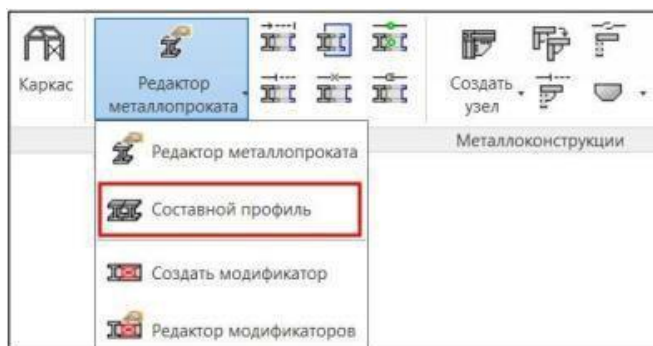 Каркас
Редактор
металлопроката
Создать
узел
Металлоконструкции
Редактор металлопроката
Составной профиль
Создать модификатор
Редактор модификаторов